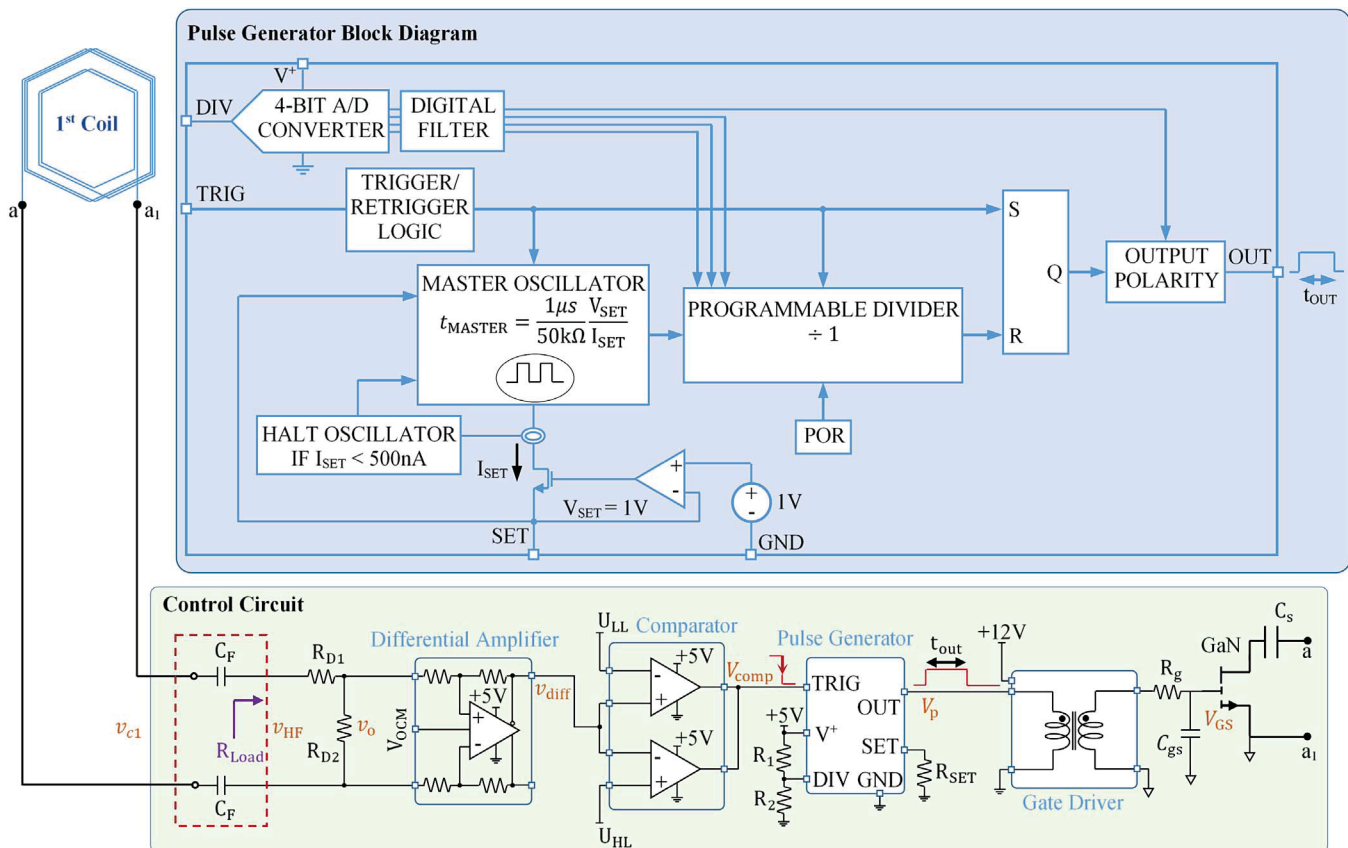 Pulse Generator Block Diagram
V+
DIV
4-BIT A/D
CONVERTER
DIGITAL
FILTER
1st Coil
a
a1
TRIG
TRIGGER/
RETRIGGER
LOGIC
S
Q
R
OUTPUT
POLARITY
OUT
tOUT
MASTER OSCILLATOR
tMASTER = 1μs/50kΩ VSET/ISET
PROGRAMMABLE DIVIDER
÷ 1
POR
HALT OSCILLATOR
IF ISET < 500nA
ISET
+
-
VSET = 1V
+
-
1V
SET
GND
Control Circuit
CF
CF
vc1
RLoad
vHF
RD1
RD2
vo
Differential Amplifier
VOCM
+5V
+
-
vdiff
ULL
UHL
Comparator
-
+
+5V
-
+
+5V
Vcomp
Pulse Generator
TRIG
OUT
V+
SET
DIV
GND
+5V
R1
R2
RSET
tout
Vp
+12V
Gate Driver
Rg
Cgs
GaN
VGS
Cs
a
a1